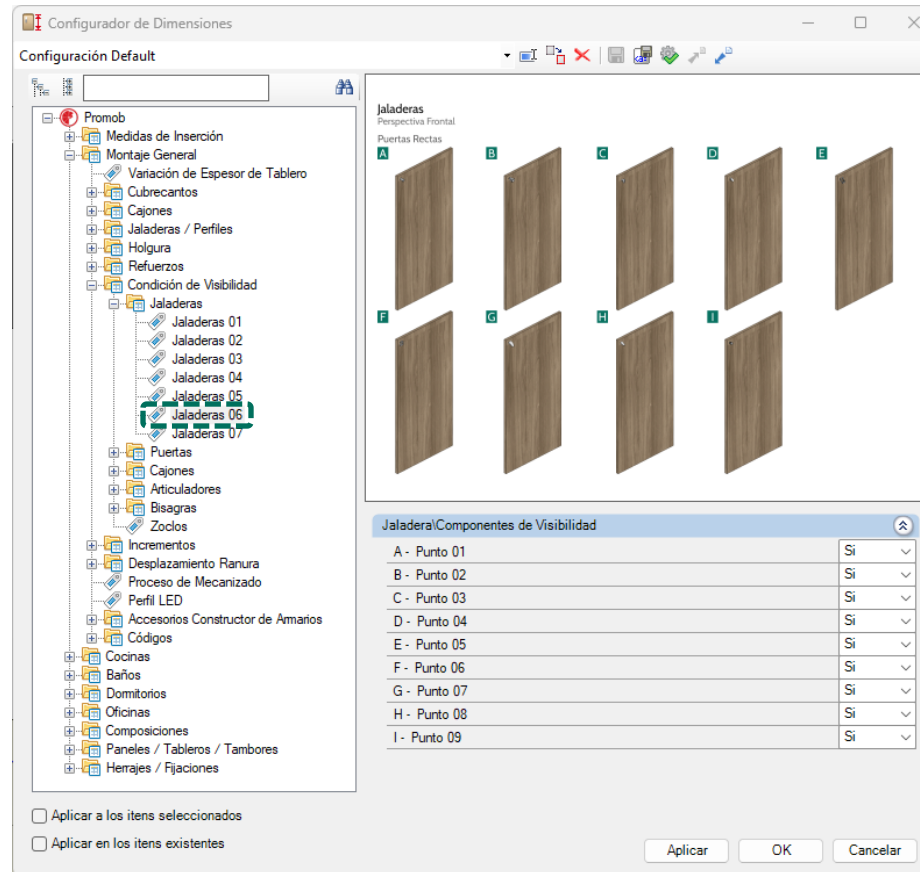 Configurador de Dimensiones
Configuración Default
Promob
Medidas de Inserción
Montaje General
Variación de Espesor de Tablero
Cubrecantos
Cajones
Jaladeras / Perfiles
Holgura
Refuerzos
Condición de Visibilidad
Jaladeras
Jaladeras 01
Jaladeras 02
Jaladeras 03
Jaladeras 04
Jaladeras 05
Jaladeras 06
Jaladeras 07
Puertas
Cajones
Articuladores
Bisagras
Zoclos
Incrementos
Desplazamiento Ranura
Proceso de Mecanizado
Perfil LED
Accesorios Constructor de Armarios
Códigos
Cocinas
Baños
Dormitorios
Oficinas
Composiciones
Paneles / Tableros / Tambores
Herrajes / Fijaciones
Jaladeras
Perspectiva Frontal
Puertas Rectas
A B C D E
F G H I
Jaladera\Componentes de Visibilidad
A - Punto 01 Si
B - Punto 02 Si
C - Punto 03 Si
D - Punto 04 Si
E - Punto 05 Si
F - Punto 06 Si
G - Punto 07 Si
H - Punto 08 Si
I - Punto 09 Si
Aplicar a los itens seleccionados
Aplicar en los itens existentes
Aplicar OK Cancelar